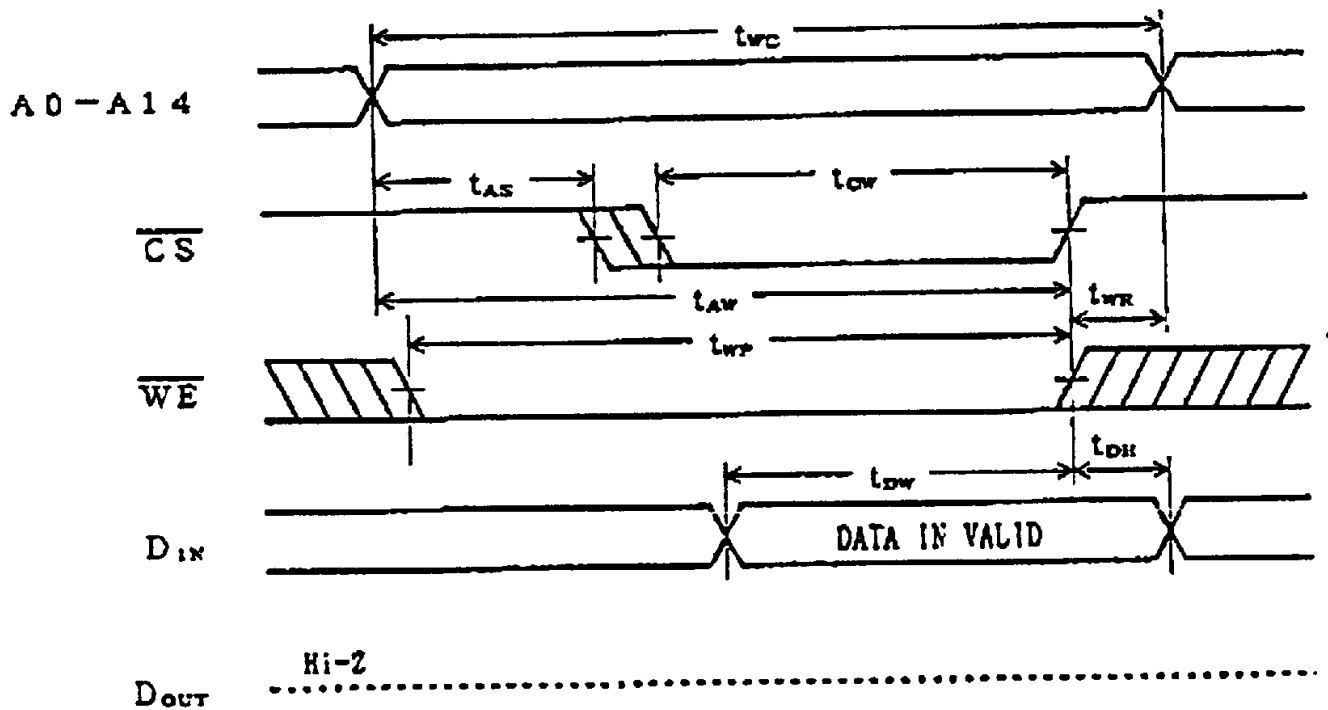 tWC
A0-A14
tAS
tCW
CS
tAW
tWR
tWP
WE
tDH
tDW
DIN
DATA IN VALID
Hi-Z
DOUT